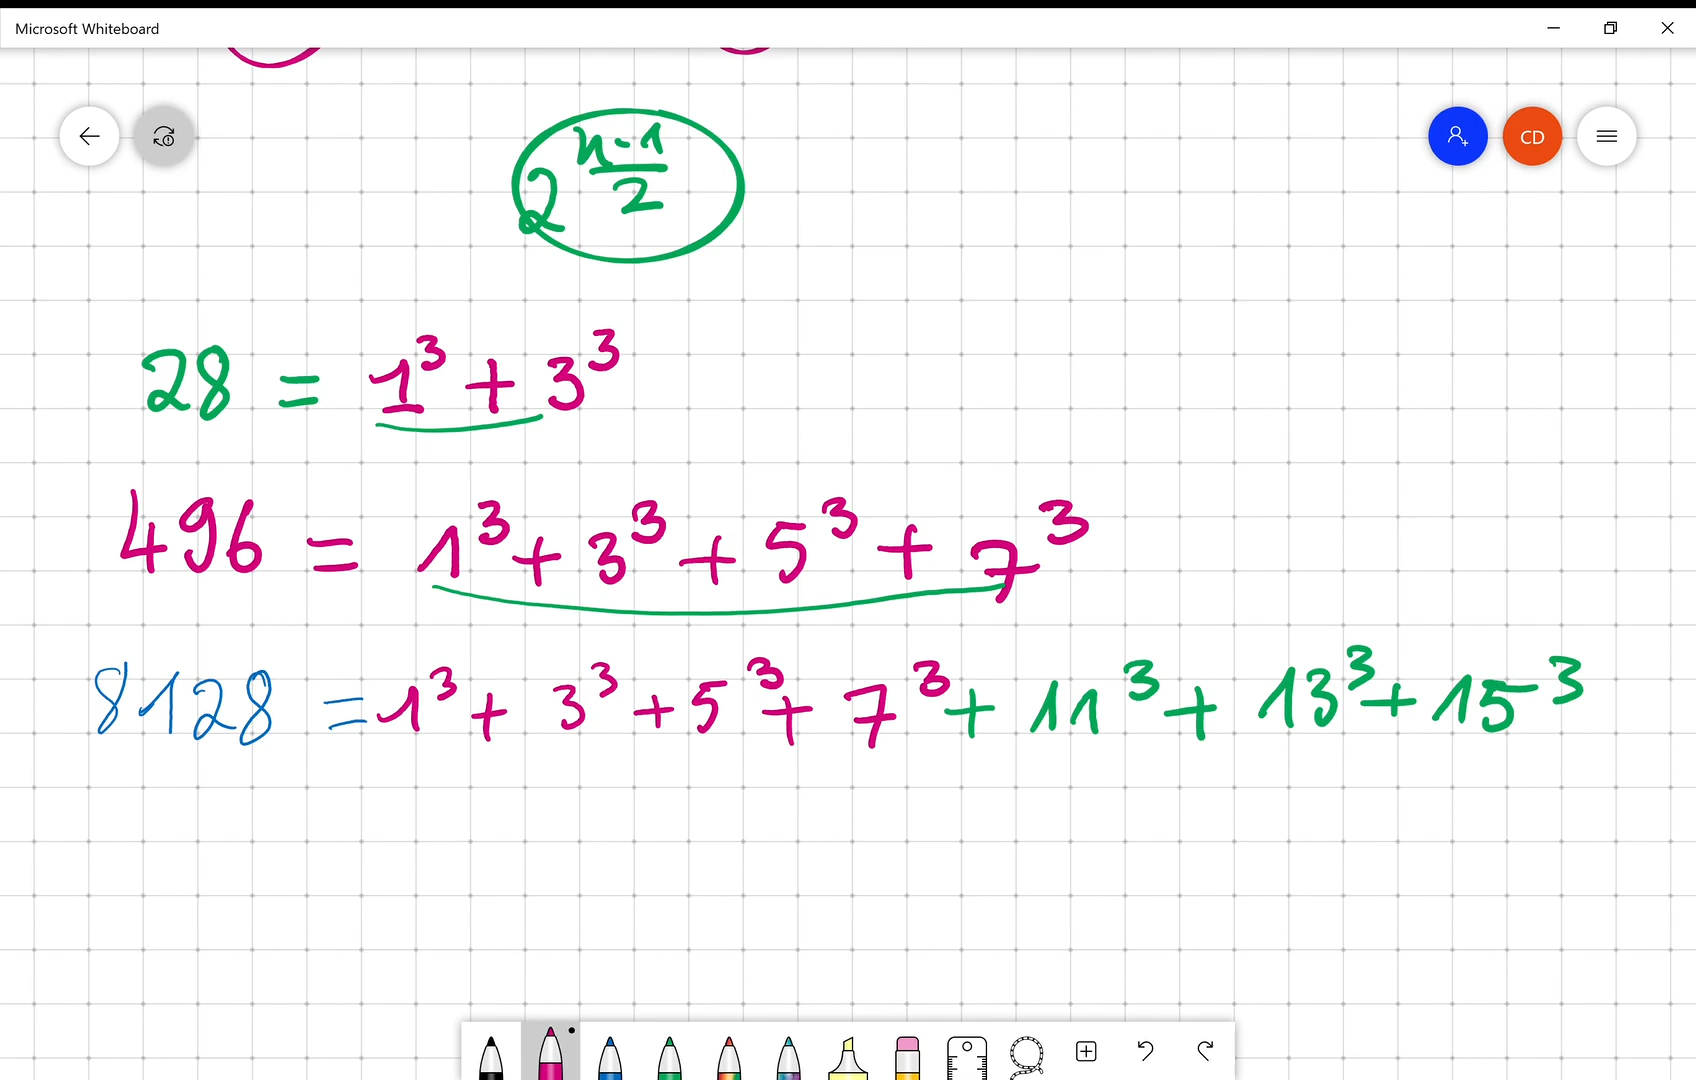 Microsoft Whiteboard
CD
2^((n-1)/2)
28 = 1³ + 3³
496 = 1³ + 3³ + 5³ + 7³
8128 = 1³ + 3³ + 5³ + 7³ + 11³ + 13³ + 15³